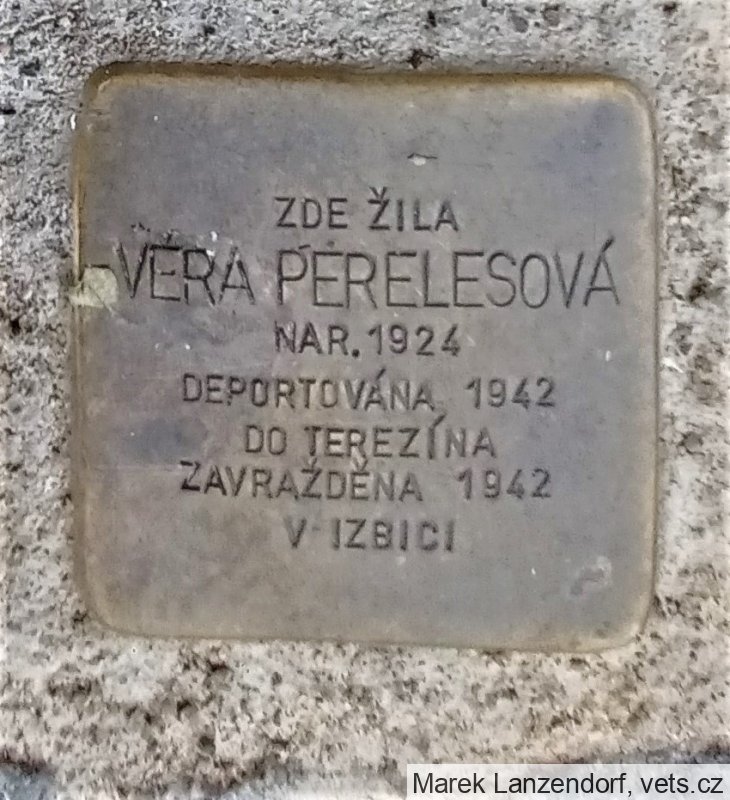 ZDE ŽILA
VĚRA PERELESOVÁ
NAR. 1924
DEPORTOVÁNA 1942
DO TEREZÍNA
ZAVRAŽDĚNA 1942
V IZBICI
Marek Lanzendorf, vets.cz